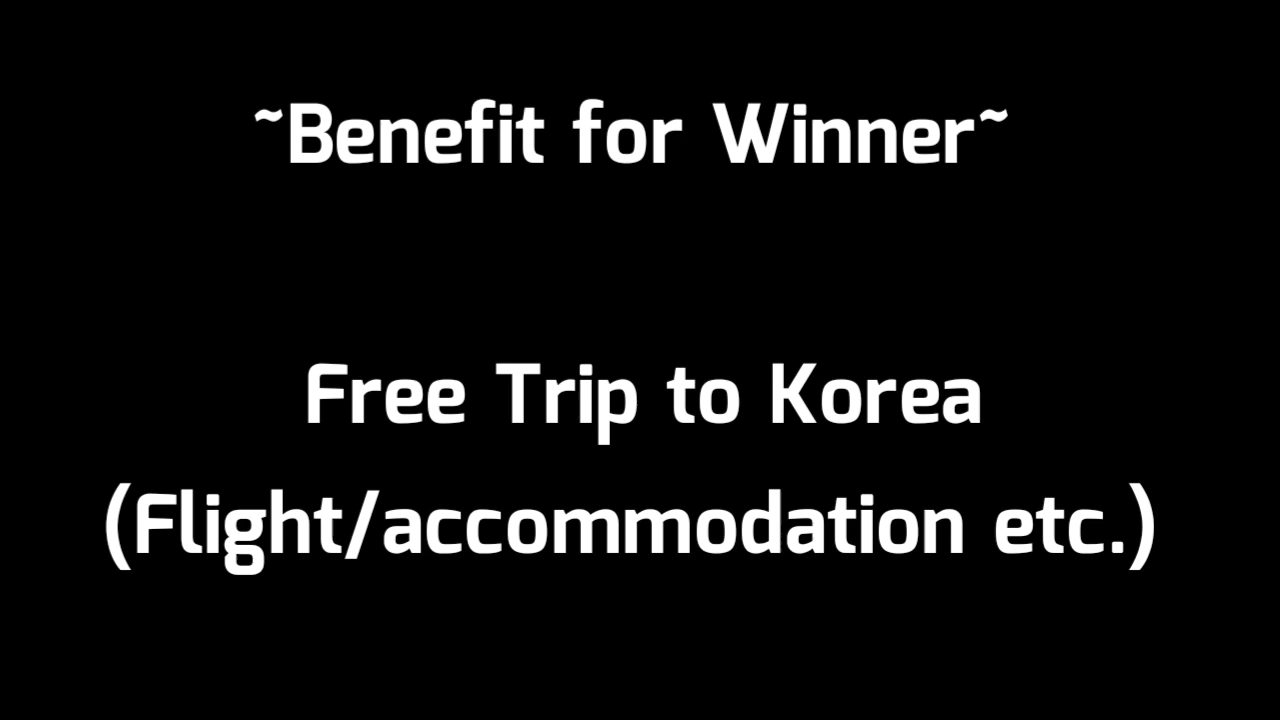 ~Benefit for Winner~
Free Trip to Korea
(Flight/accommodation etc.)